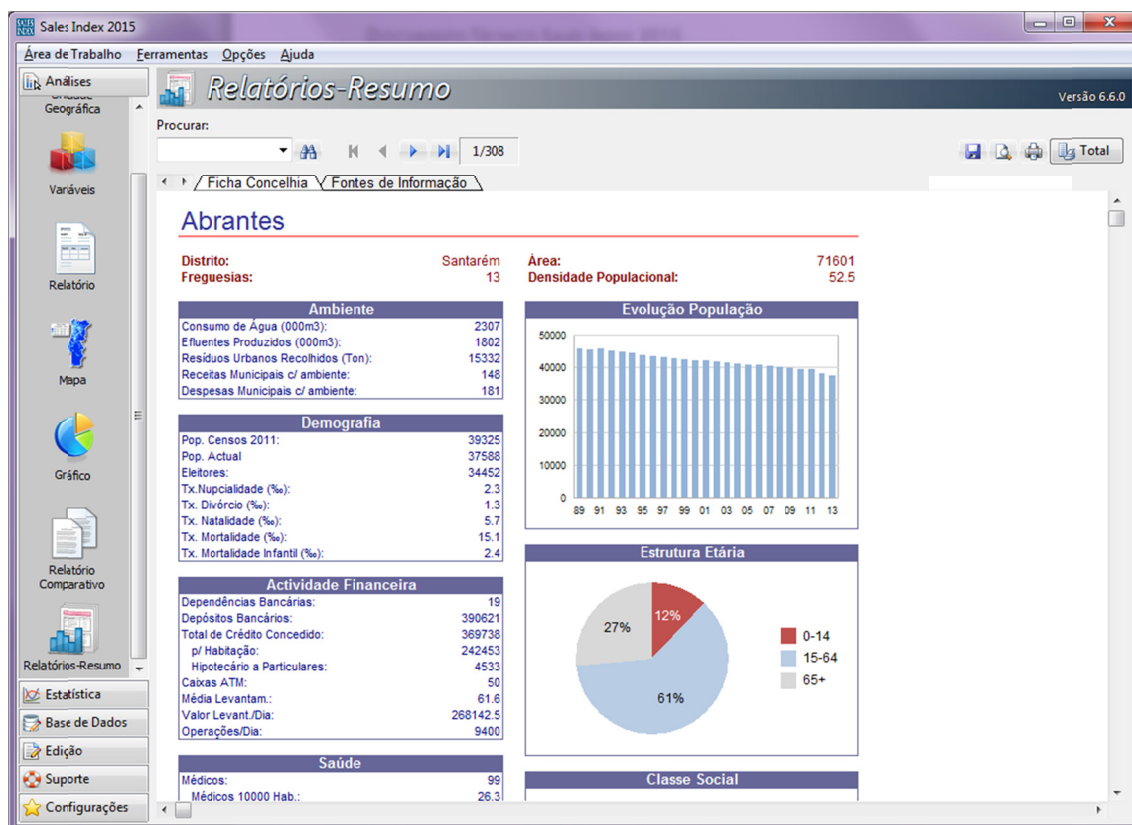 SALES INDEX
Sales Index 2015
Área de Trabalho Ferramentas Opções Ajuda
Análises
Geográfica
Varáveis
Relatório
Mapa
Gráfico
Relatório
Comparativo
Relatórios-Resumo
Estatística
Base de Dados
Edição
Suporte
Configurações
Relatórios-Resumo
Versão 6.6.0
Procurar:
1/308
Total
Ficha Concelhia Fontes de Informação
Abrantes
Distrito: Santarém
Freguesias: 13
Área: 71601
Densidade Populacional: 52.5
Ambiente
Consumo de Água (000m3): 2307
Efluentes Produzidos (000m3): 1802
Resíduos Urbanos Recolhidos (Ton): 15332
Receitas Municipais c/ ambiente: 148
Despesas Municipais c/ ambiente: 181
Demografia
Pop. Censos 2011: 39325
Pop. Actual 37588
Eleitores: 34452
Tx.Nupcialidade (‰): 2.3
Tx. Divórcio (‰): 1.3
Tx. Natalidade (‰): 5.7
Tx. Mortalidade (‰): 15.1
Tx. Mortalidade Infantil (‰): 2.4
Actividade Financeira
Dependências Bancárias: 19
Depósitos Bancários: 390621
Total de Crédito Concedido: 369738
p/ Habitação: 242453
Hipotecário a Particulares: 4533
Caixas ATM: 50
Média Levantam.: 61.6
Valor Levant./Dia: 268142.5
Operações/Dia: 9400
Saúde
Médicos: 99
Médicos 10000 Hab.: 26.3
Evolução População
50000
40000
30000
20000
10000
0
89 91 93 95 97 99 01 03 05 07 09 11 13
Estrutura Etária
12%
27%
61%
0-14
15-64
65+
Classe Social